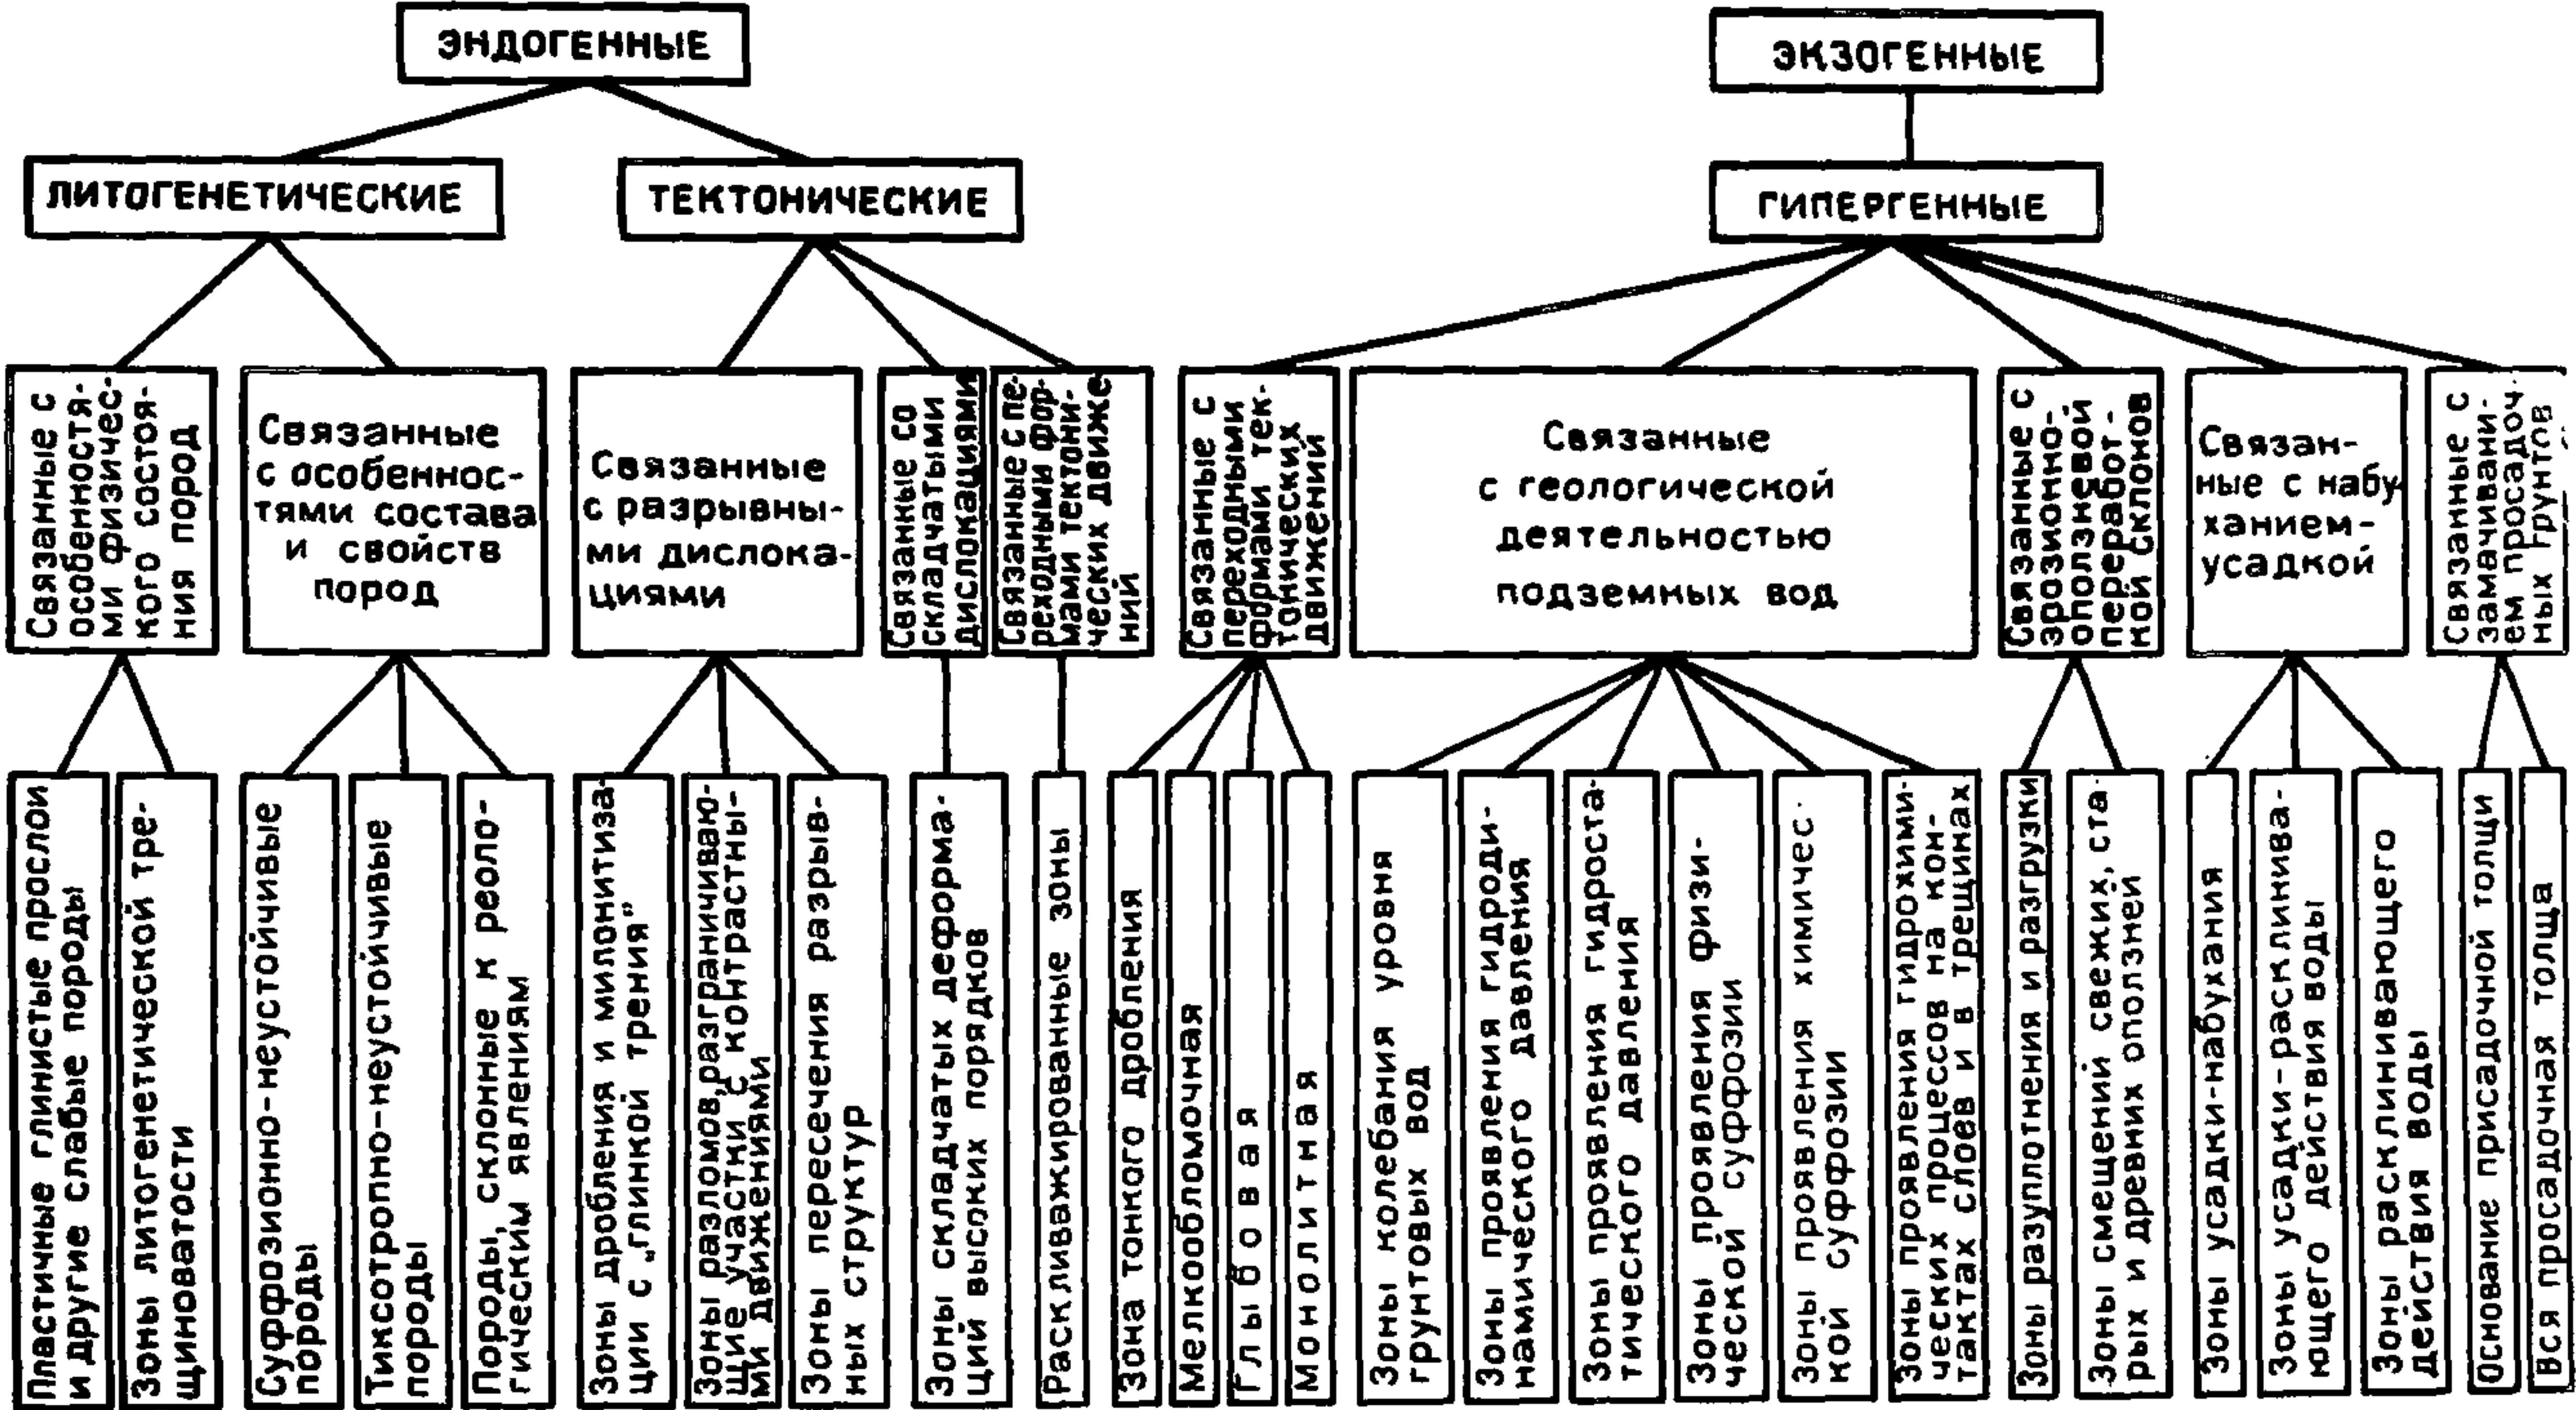 ЭНДОГЕННЫЕ
ЭКЗОГЕННЫЕ
ЛИТОГЕНЕТИЧЕСКИЕ
ТЕКТОНИЧЕСКИЕ
ГИПЕРГЕННЫЕ
Связанные с
особенностя-
ми физичес-
кого состоя-
ния пород
Связанные
с особеннос-
тями состава
и свойств
пород
Связанные
с разрывны-
ми дислока-
циями
Связанные со
складчатыми
дислокациями
Связанные с пе-
реходными фор-
мами тектони-
ческих движе
ний
Связанные с
переходными
формами тек-
тонических
движений
Связанные
с геологической
деятельностью
подземных вод
Связанные с
эрозионно-
оползневой
переработ-
кой склонов
Связан-
ные с набу
ханием-
усадкой
Связанные с
замачивани-
ем просадоч-
ных грунтов
Пластичные глинистые прослои
и другие слабые породы
Зоны литогенетической тре-
щиноватости
Суффозионно-неустойчивые
породы
Тиксотропно-неустойчивые
породы
Породы, склонные к реоло-
гическим явлениям
Зоны дробления и милонитиза-
ции с „глинкой трения"
Зоны разломов, разграничиваю-
щие участки с контрастны-
ми движениями
Зоны пересечения разрыв-
ных структур
Зоны складчатых деформа-
ций высоких порядков
Раскливажированные зоны
Зона тонкого дробления
Мелкообломочная
Глыбовая
Монолитная
Зоны колебания уровня
грунтовых вод
Зоны проявления гидроди-
намического давления
Зоны проявления гидроста-
тического давления
Зоны проявления физи-
ческой суффозии
Зоны проявления химичес-
кой суффозии
Зоны проявления гидрохими-
ческих процессов на кон-
тактах слоев и в трещинах
Зоны разуплотнения и разгрузки
Зоны смещений свежих, ста-
рых и древних оползней
Зоны усадки-набухания
Зоны усадки-расклинива-
ющего действия воды
Зоны расклинивающего
действия воды
Основание присадочной толщи
Вся просадочная толща